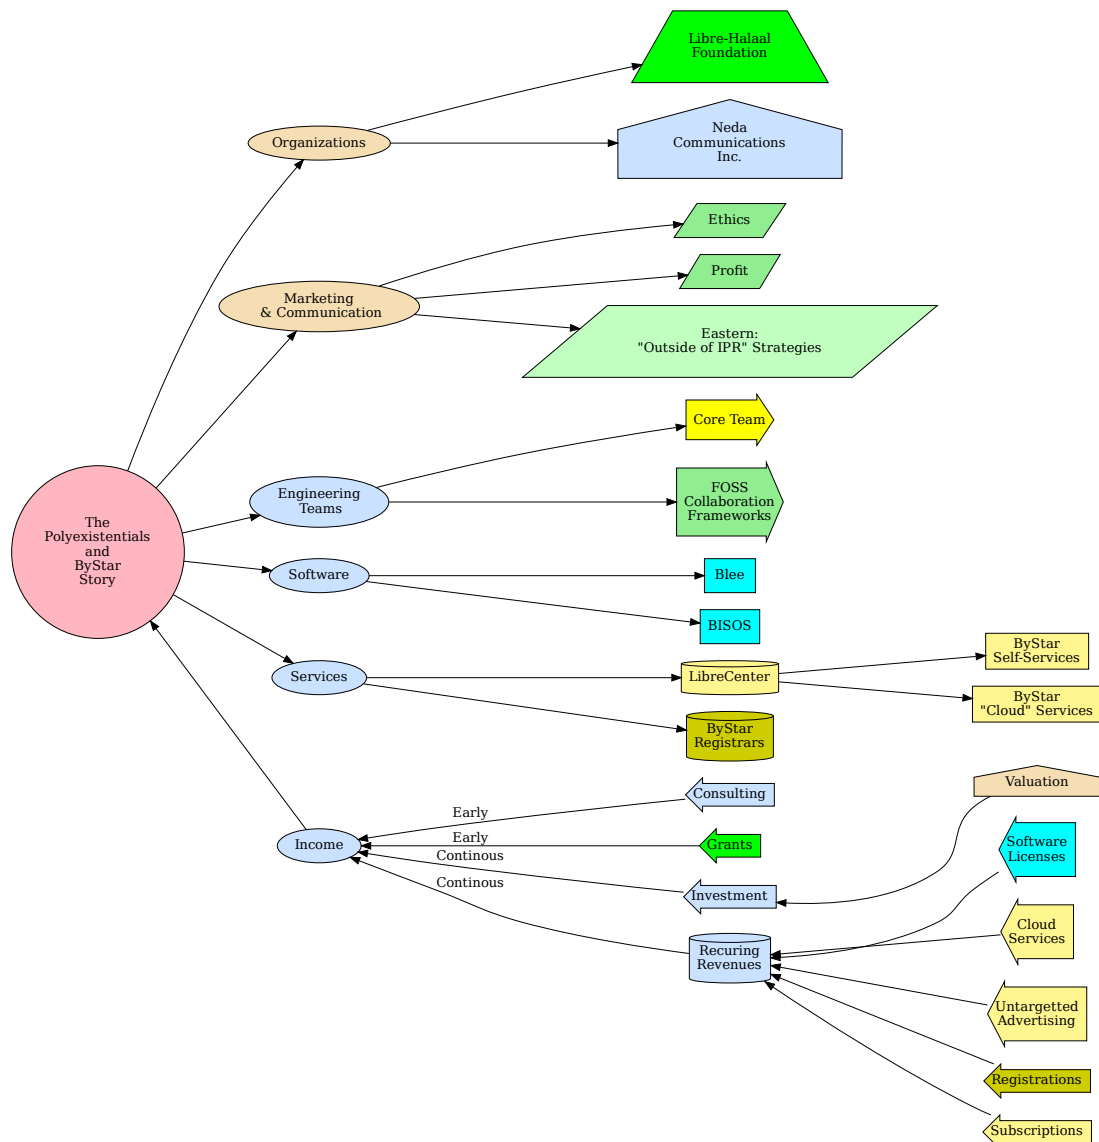 Libre-Halaal
Foundation
Organizations
Neda
Communications
Inc.
Ethics
Profit
Marketing
& Communication
Eastern:
"Outside of IPR" Strategies
Core Team
Engineering
Teams
FOSS
Collaboration
Frameworks
The
Polyexistentials
and
ByStar
Story
Software
Blee
BISOS
Services
LibreCenter
ByStar
Self-Services
ByStar
"Cloud" Services
ByStar
Registrars
Consulting
Valuation
Early
Income
Early
Grants
Continous
Software
Licenses
Continous
Investment
Cloud
Services
Recuring
Revenues
Untargetted
Advertising
Registrations
Subscriptions